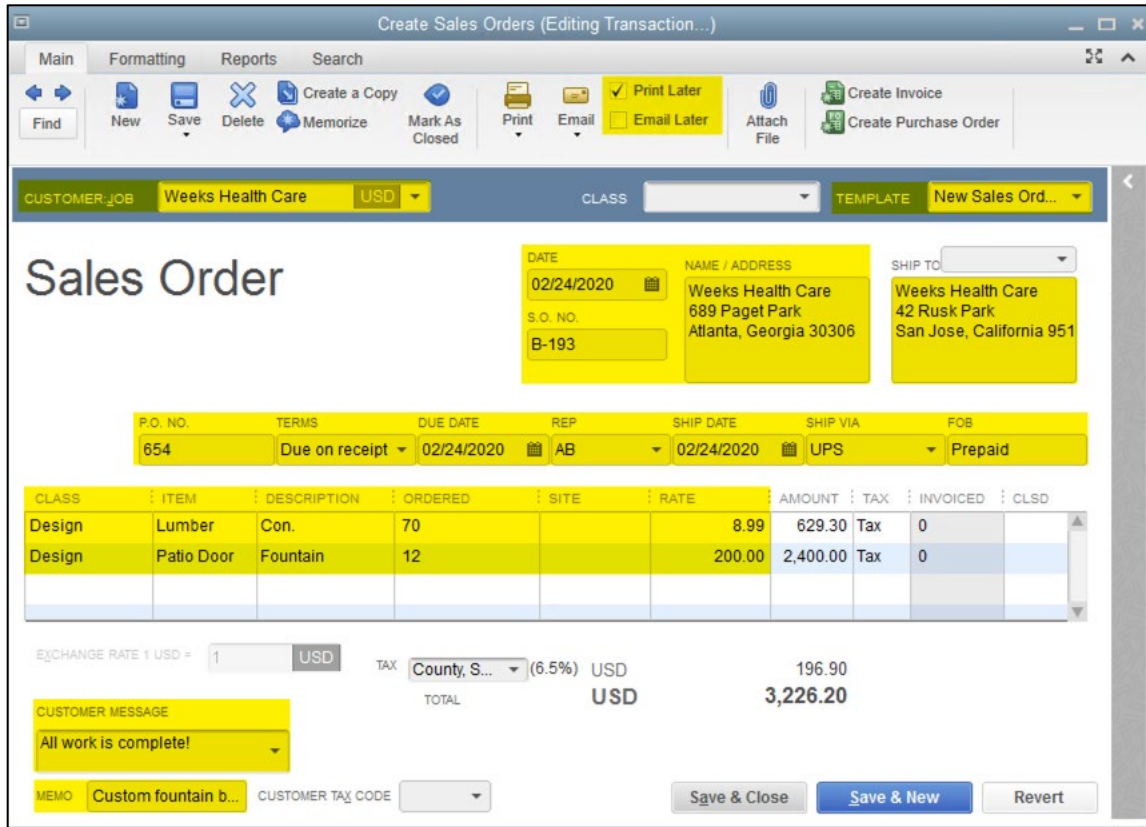 Create Sales Orders (Editing Transaction...)
Main Formatting Reports Search
Find
New
Save
Delete
Create a Copy
Memorize
Mark As
Closed
Print
Email
Print Later
Email Later
Attach
File
Create Invoice
Create Purchase Order
CUSTOMER:JOB Weeks Health Care USD CLASS TEMPLATE New Sales Ord...
Sales Order
DATE
02/24/2020
S.O. NO.
B-193
NAME / ADDRESS
Weeks Health Care
689 Paget Park
Atlanta, Georgia 30306
SHIP TO
Weeks Health Care
42 Rusk Park
San Jose, California 951
P.O. NO. TERMS DUE DATE REP SHIP DATE SHIP VIA FOB
654 Due on receipt 02/24/2020 AB 02/24/2020 UPS Prepaid
CLASS ITEM DESCRIPTION ORDERED SITE RATE AMOUNT TAX INVOICED CLSD
Design Lumber Con. 70 8.99 629.30 Tax 0
Design Patio Door Fountain 12 200.00 2,400.00 Tax 0
EXCHANGE RATE 1 USD = 1 USD
TAX County, S... (6.5%) USD 196.90
TOTAL USD 3,226.20
CUSTOMER MESSAGE
All work is complete!
MEMO Custom fountain b... CUSTOMER TAX CODE
Save & Close Save & New Revert